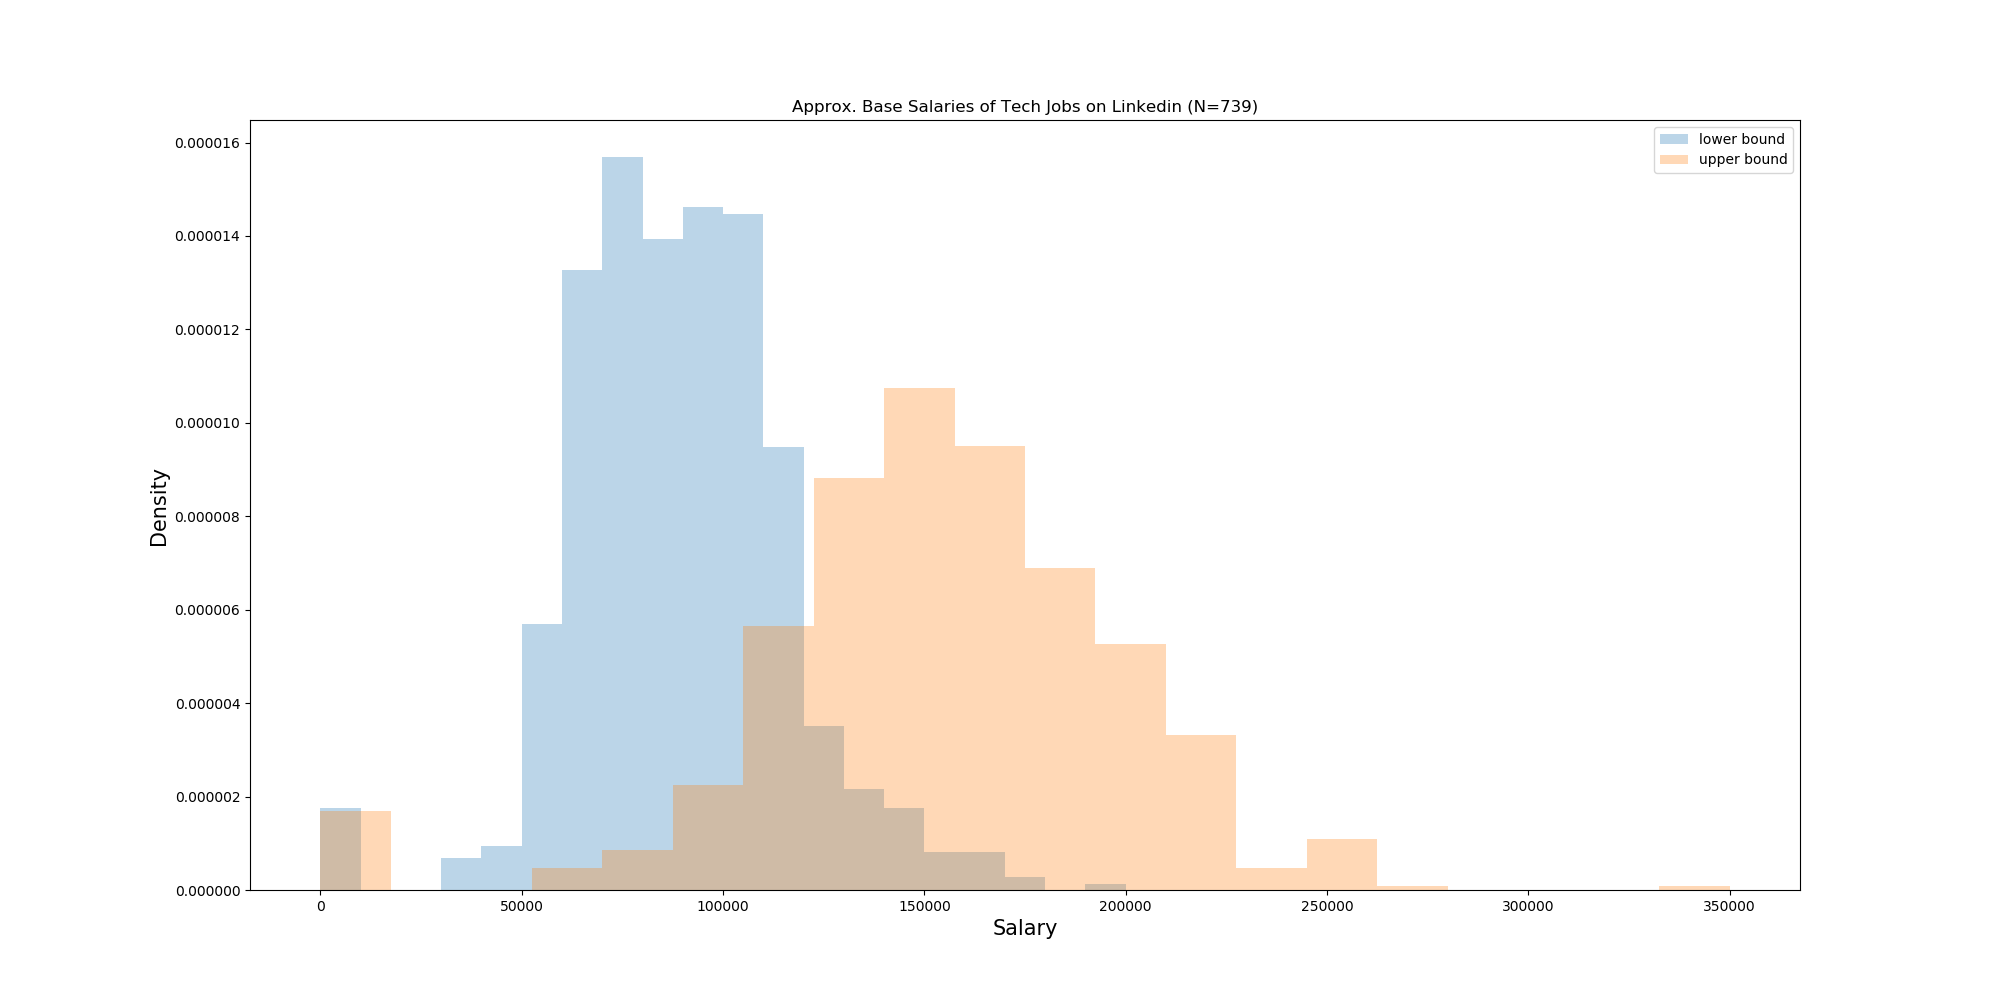 Approx. Base Salaries of Tech Jobs on Linkedin (N=739)
lower bound
upper bound
0.000016
0.000014
0.000012
0.000010
0.000008
0.000006
0.000004
0.000002
0.000000
Density
0 50000 100000 150000 200000 250000 300000 350000
Salary